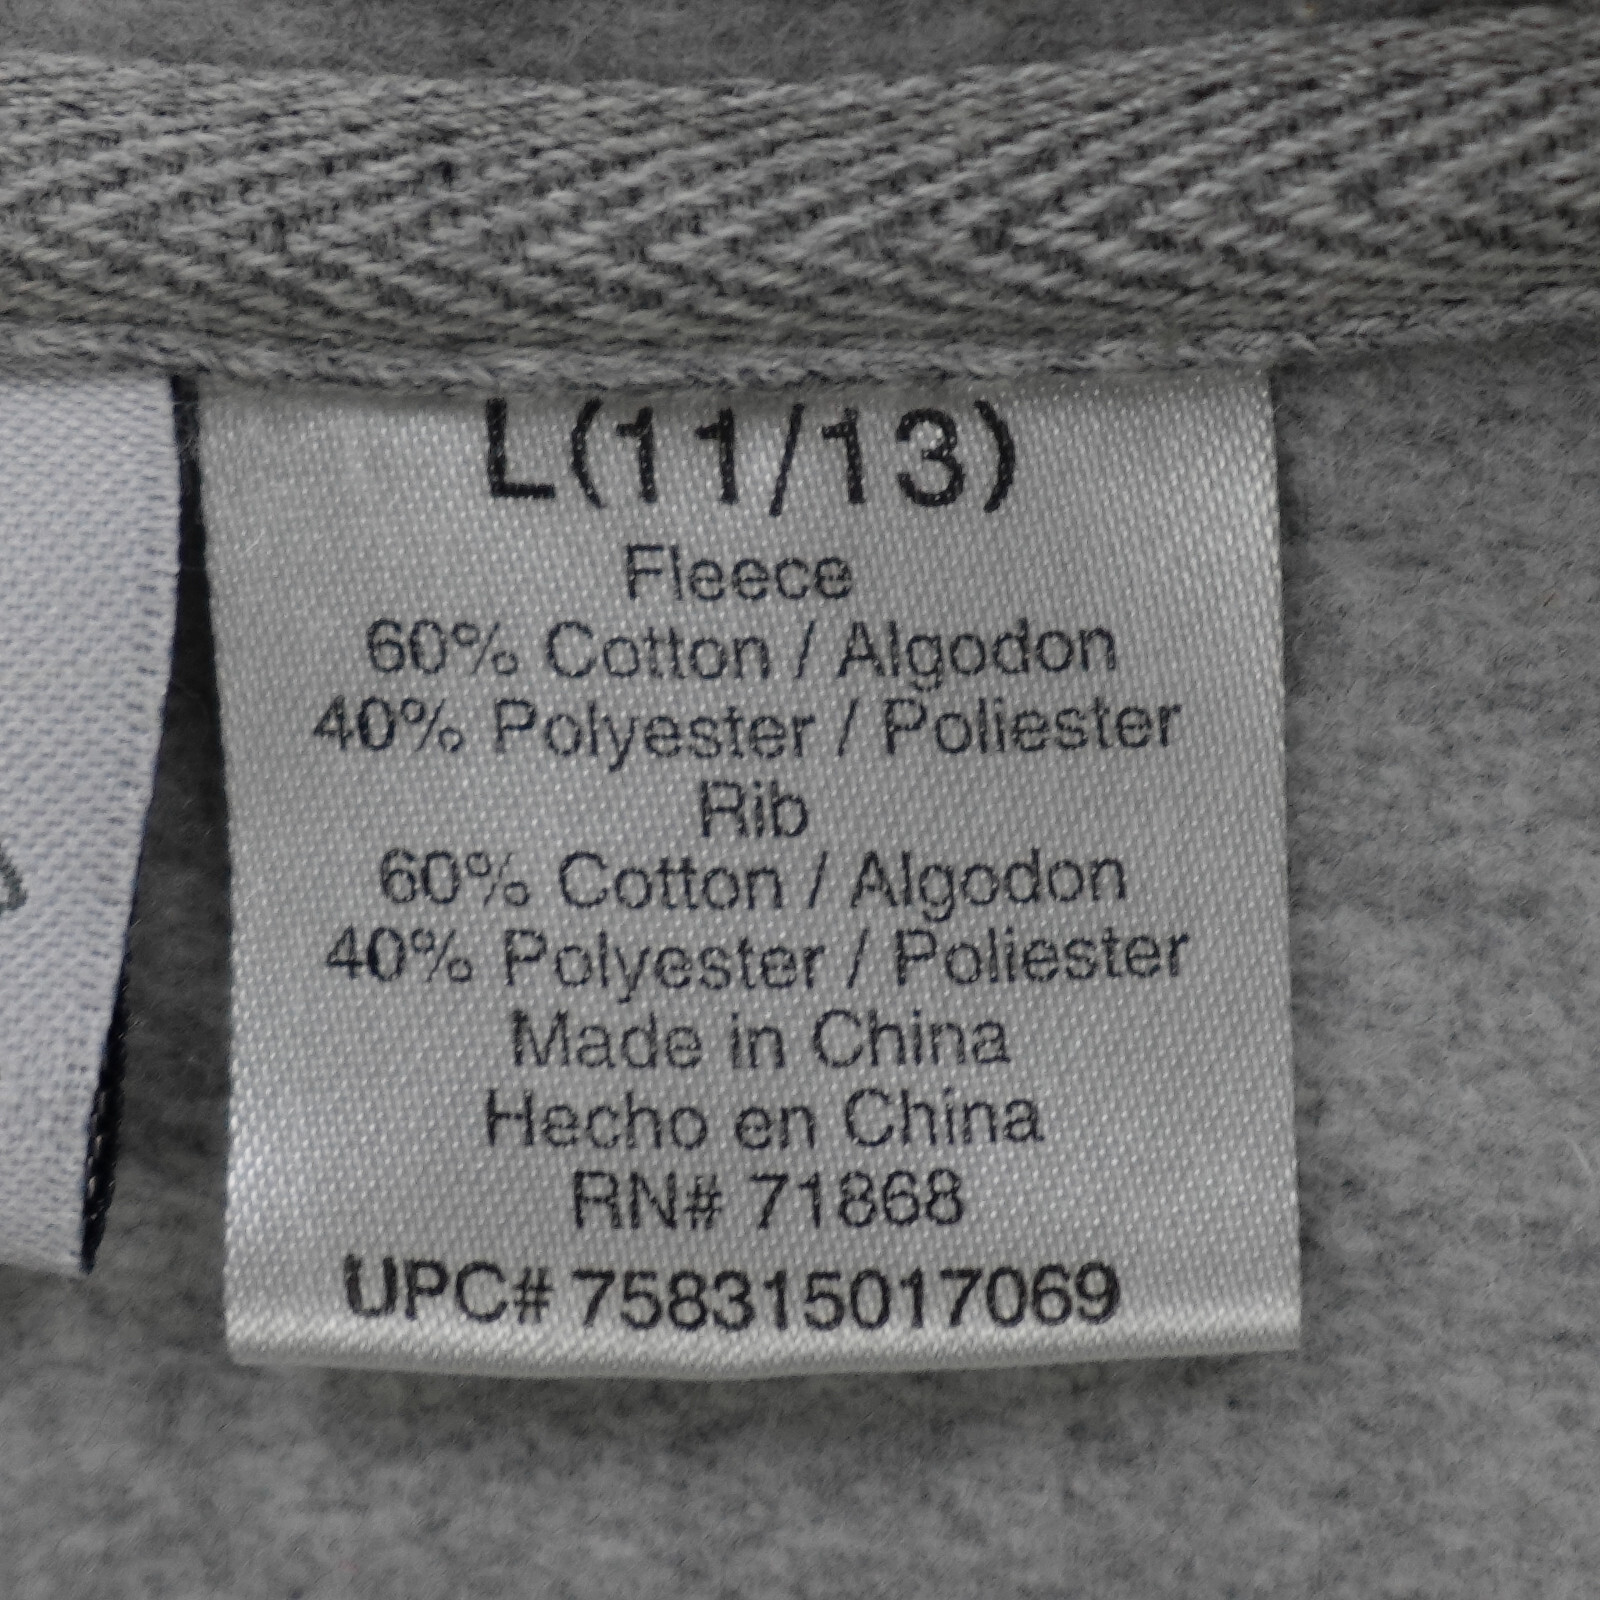 L(11/13)
Fleece
60% Cotton / Algodon
40% Polyester / Poliester
Rib
60% Cotton / Algodon
40% Polyester / Poliester
Made in China
Hecho en China
RN# 71868
UPC# 758315017069